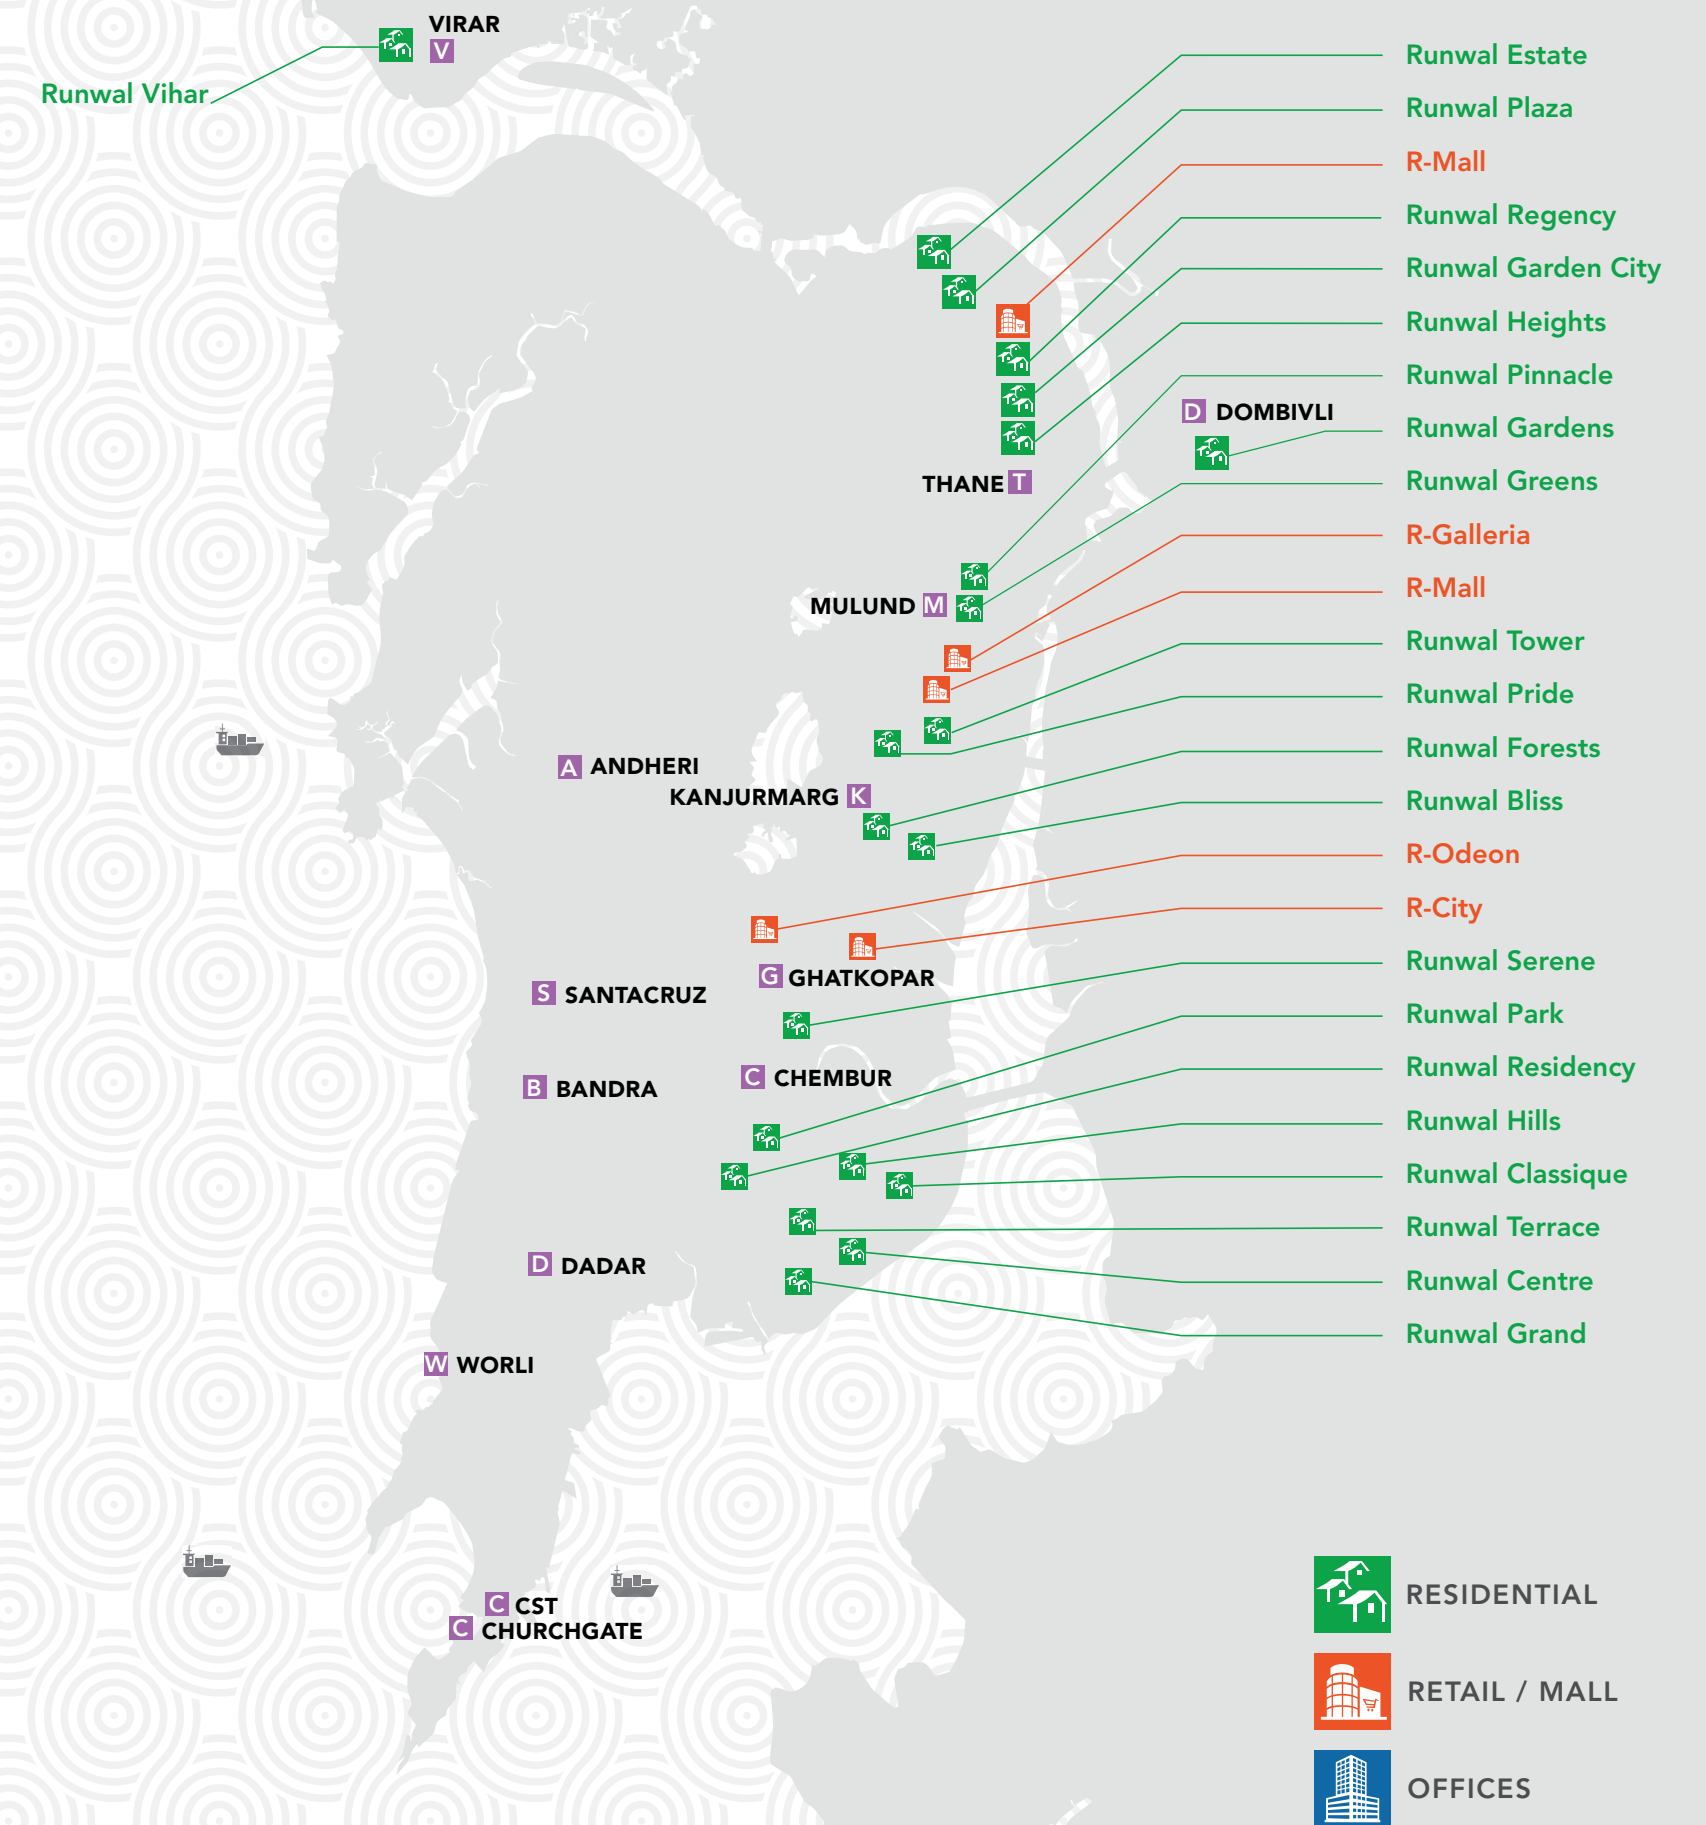 VIRAR
V
Runwal Vihar
Runwal Estate
Runwal Plaza
R-Mall
Runwal Regency
Runwal Garden City
Runwal Heights
Runwal Pinnacle
D DOMBIVLI
Runwal Gardens
Runwal Greens
THANE T
R-Galleria
R-Mall
MULUND M
Runwal Tower
Runwal Pride
Runwal Forests
A ANDHERI
KANJURMARG K
Runwal Bliss
R-Odeon
R-City
G GHATKOPAR
S SANTACRUZ
Runwal Serene
Runwal Park
C CHEMBUR
B BANDRA
Runwal Residency
Runwal Hills
Runwal Classique
Runwal Terrace
D DADAR
Runwal Centre
Runwal Grand
W WORLI
C CST
C CHURCHGATE
RESIDENTIAL
RETAIL / MALL
OFFICES